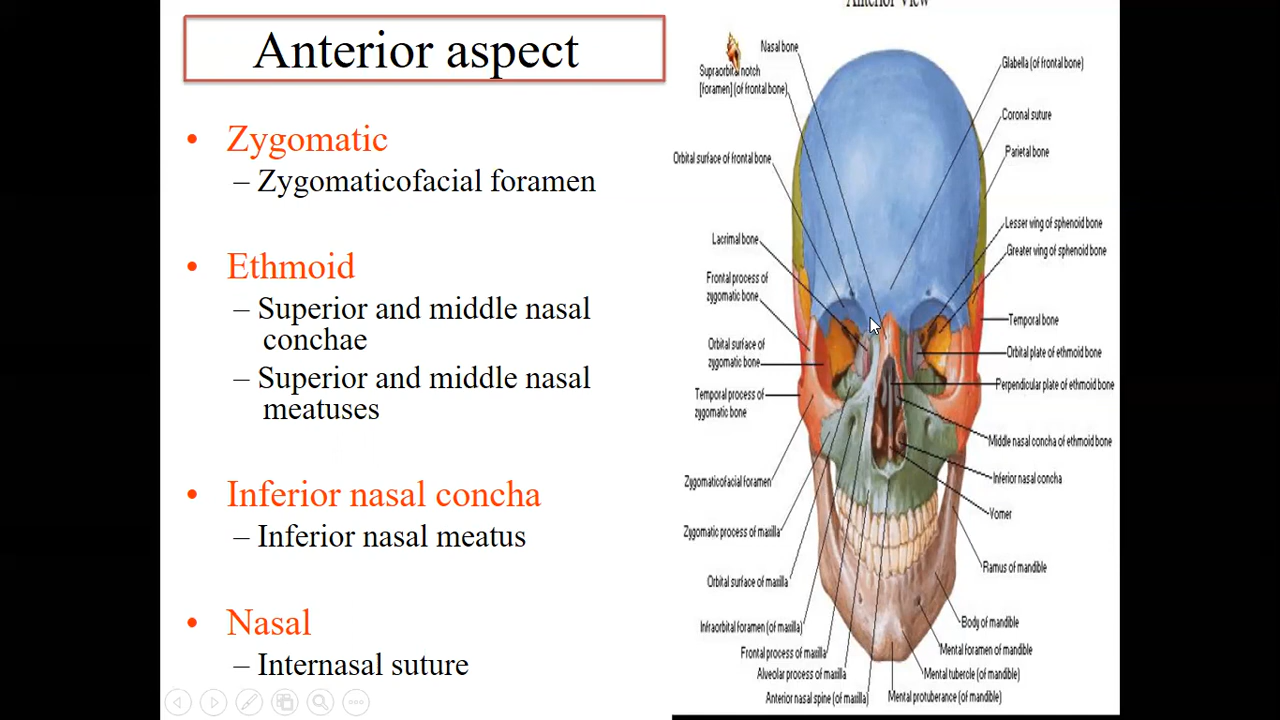 Anterior aspect
• Zygomatic
– Zygomaticofacial foramen
• Ethmoid
– Superior and middle nasal
conchae
– Superior and middle nasal
meatuses
• Inferior nasal concha
– Inferior nasal meatus
• Nasal
– Internasal suture
Anterior View
Nasal bone
Supraorbital notch
[foramen] (of frontal bone)
Orbital surface of frontal bone
Lacrimal bone
Frontal process of
zygomatic bone
Orbital surface of
zygomatic bone
Temporal process of
zygomatic bone
Zygomaticofacial foramen
Zygomatic process of maxilla
Orbital surface of maxilla
Infraorbital foramen (of maxilla)
Frontal process of maxilla
Alveolar process of maxilla
Anterior nasal spine (of maxilla)
Glabella (of frontal bone)
Coronal suture
Parietal bone
Lesser wing of sphenoid bone
Greater wing of sphenoid bone
Temporal bone
Orbital plate of ethmoid bone
Perpendicular plate of ethmoid bone
Middle nasal concha of ethmoid bone
Inferior nasal concha
Vomer
Ramus of mandible
Body of mandible
Mental foramen of mandible
Mental tubercle (of mandible)
Mental protuberance (of mandible)